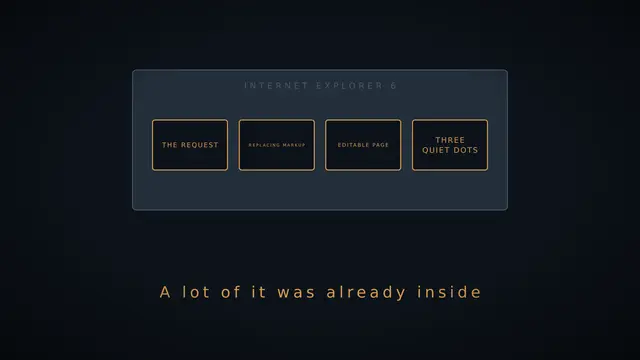 INTERNET EXPLORER 6
THE REQUEST
REPLACING MARKUP
EDITABLE PAGE
THREE
QUIET DOTS
A lot of it was already inside